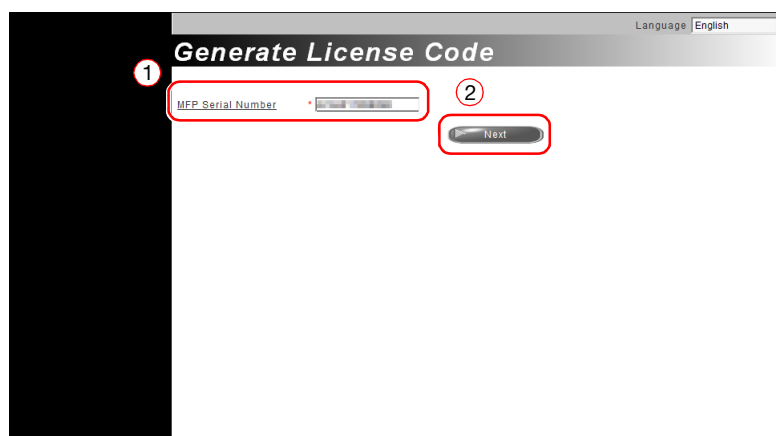 Language English
Generate License Code
1
MFP Serial Number *
2
Next